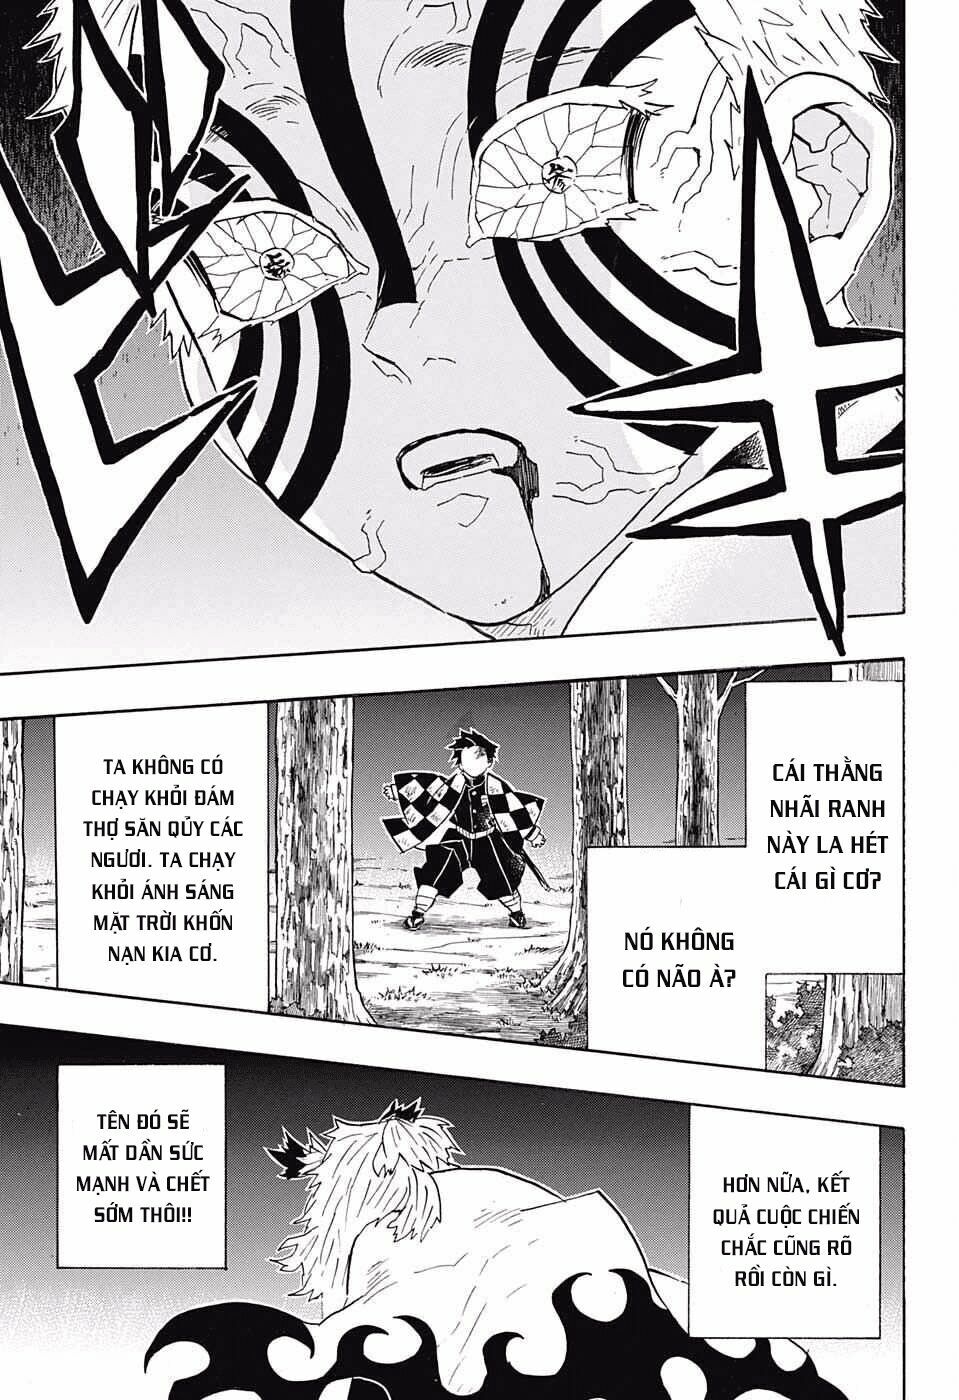 CÁI THẰNG
NHÃI RANH
NÀY LA HÉT
CÁI GÌ CƠ?
NÓ KHÔNG
CÓ NÃO À?
TA KHÔNG CÓ
CHẠY KHỎI ĐÁM
THỢ SĂN QỦY CÁC
NGƯƠI. TA CHẠY
KHỎI ÁNH SÁNG
MẶT TRỜI KHỐN
NẠN KIA CƠ.
HƠN NỮA, KẾT
QUẢ CUỘC CHIẾN
CHẮC CŨNG RÕ
RỒI CÒN GÌ.
TÊN ĐÓ SẼ
MẤT DẦN SỨC
MẠNH VÀ CHẾT
SỚM THÔI!!